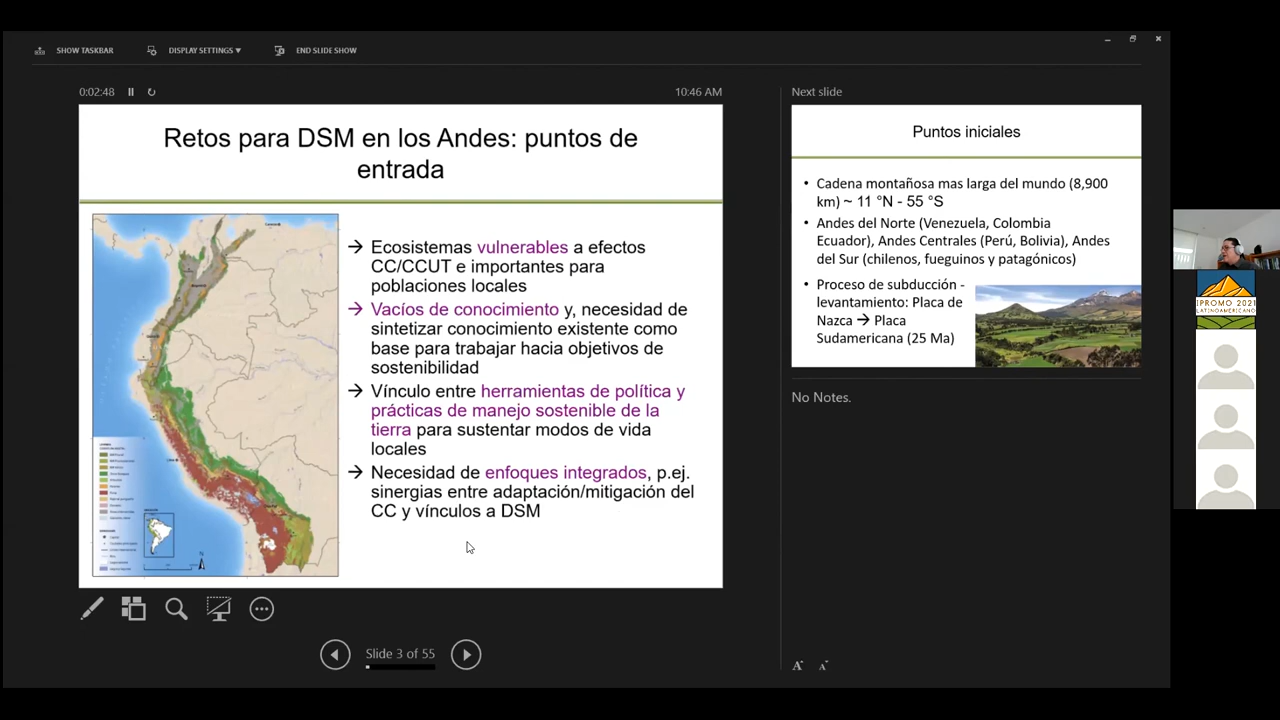 SHOW TASKBAR
DISPLAY SETTINGS ▾
END SLIDE SHOW
0:02:48
10:46 AM
Retos para DSM en los Andes: puntos de
entrada
→ Ecosistemas vulnerables a efectos
CC/CCUT e importantes para
poblaciones locales
→ Vacíos de conocimiento y, necesidad de
sintetizar conocimiento existente como
base para trabajar hacia objetivos de
sostenibilidad
→ Vínculo entre herramientas de política y
prácticas de manejo sostenible de la
tierra para sustentar modos de vida
locales
→ Necesidad de enfoques integrados, p.ej.
sinergias entre adaptación/mitigación del
CC y vínculos a DSM
Slide 3 of 55
Next slide
Puntos iniciales
• Cadena montañosa mas larga del mundo (8,900
km) ~ 11 °N - 55 °S
• Andes del Norte (Venezuela, Colombia
Ecuador), Andes Centrales (Perú, Bolivia), Andes
del Sur (chilenos, fueguinos y patagónicos)
• Proceso de subducción -
levantamiento: Placa de
Nazca → Placa
Sudamericana (25 Ma)
No Notes.
A A
IPROMO 2021
LATINOAMERICANO